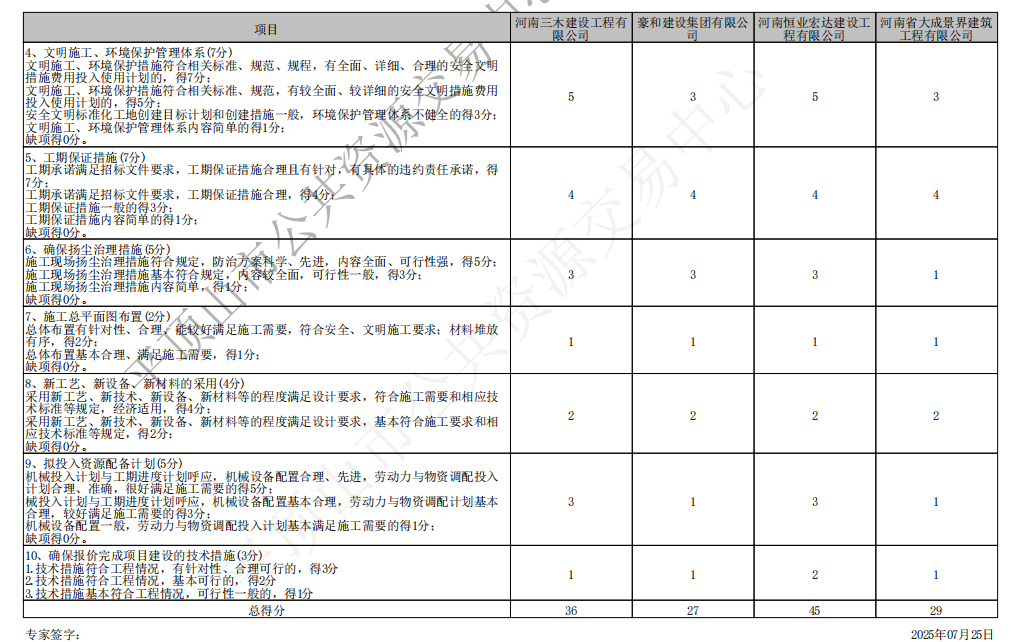 项目 河南三木建设工程有限公司 豪和建设集团有限公司 河南恒业宏达建设工程有限公司 河南省大成景界建筑工程有限公司
4、文明施工、环境保护管理体系(7分)
文明施工、环境保护措施符合相关标准、规范、规程，有全面、详细、合理的安全文明
措施费用投入使用计划的，得7分；
文明施工、环境保护措施符合相关标准、规范，有较全面、较详细的安全文明措施费用
投入使用计划的，得5分；
安全文明标准化工地创建目标计划和创建措施一般，环境保护管理体系不健全的得3分；
文明施工、环境保护管理体系内容简单的得1分；
缺项得0分。
5 3 5 3
5、工期保证措施(7分)
工期承诺满足招标文件要求，工期保证措施合理且有针对，有具体的违约责任承诺，得
7分；
工期承诺满足招标文件要求，工期保证措施合理，得4分；
工期保证措施一般的得3分；
工期保证措施内容简单的得1分；
缺项得0分。
4 4 4 4
6、确保扬尘治理措施(5分)
施工现场扬尘治理措施符合规定，防治方案科学、先进，内容全面、可行性强，得5分；
施工现场扬尘治理措施基本符合规定，内容较全面，可行性一般，得3分；
施工现场扬尘治理措施内容简单，得1分；
缺项得0分。
3 3 3 1
7、施工总平面图布置(2分)
总体布置有针对性、合理、能较好满足施工需要，符合安全、文明施工要求；材料堆放
有序，得2分；
总体布置基本合理、满足施工需要，得1分；
缺项得0分。
1 1 1 1
8、新工艺、新设备、新材料的采用(4分)
采用新工艺、新技术、新设备、新材料等的程度满足设计要求，符合施工需要和相应技
术标准等规定，经济适用，得4分；
采用新工艺、新技术、新设备、新材料等的程度满足设计要求，基本符合施工要求和相
应技术标准等规定，得2分；
缺项得0分。
2 2 2 2
9、拟投入资源配备计划(5分)
机械投入计划与工期进度计划呼应，机械设备配置合理、先进，劳动力与物资调配投入
计划合理、准确，很好满足施工需要的得5分；
械投入计划与工期进度计划呼应，机械设备配置基本合理，劳动力与物资调配计划基本
合理，较好满足施工需要的得3分；
机械设备配置一般，劳动力与物资调配投入计划基本满足施工需要的得1分；
缺项得0分。
3 1 3 1
10、确保报价完成项目建设的技术措施(3分)
1.技术措施符合工程情况，有针对性、合理可行的，得3分
2.技术措施符合工程情况，基本可行的，得2分
3.技术措施基本符合工程情况，可行性一般的，得1分
1 1 2 1
总得分 36 27 45 29
专家签字： 2025年07月25日
平顶山市公共资源交易中心
平顶山市公共资源交易中心